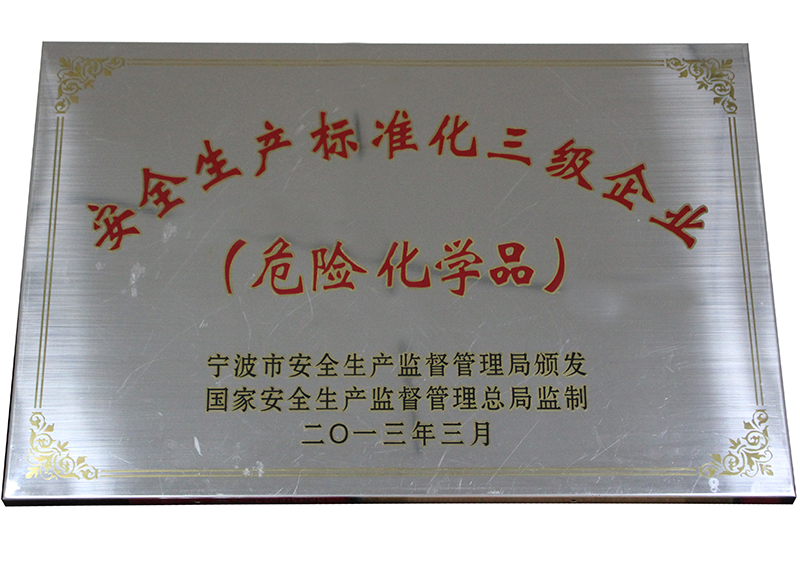 安全生产标准化三级企业
（危险化学品）
宁波市安全生产监督管理局颁发
国家安全生产监督管理总局监制
二〇一三年三月